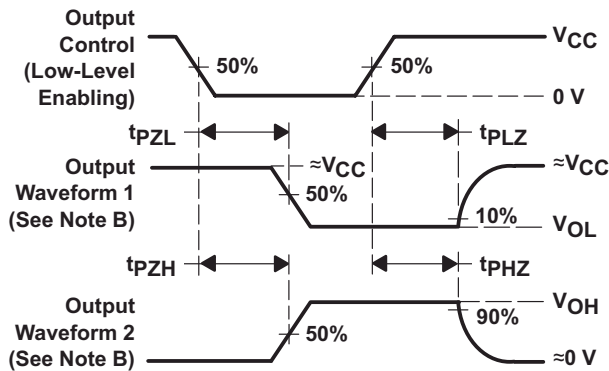 Output
Control
(Low-Level
Enabling)
50%
50%
VCC
0 V
tPZL
tPLZ
Output
Waveform 1
(See Note B)
≈VCC
50%
≈VCC
10%
VOL
tPZH
tPHZ
Output
Waveform 2
(See Note B)
50%
VOH
90%
≈0 V